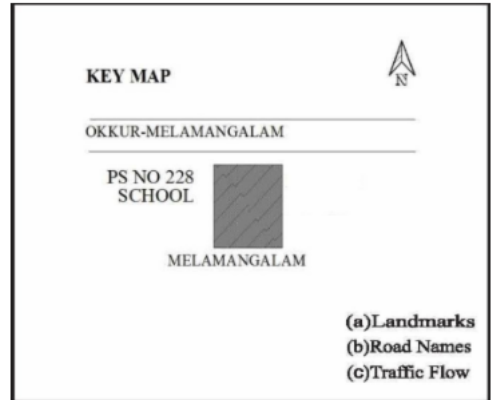 N
KEY MAP
OKKUR-MELAMANGALAM
PS NO 228
SCHOOL
MELAMANGALAM
(a)Landmarks
(b)Road Names
(c)Traffic Flow